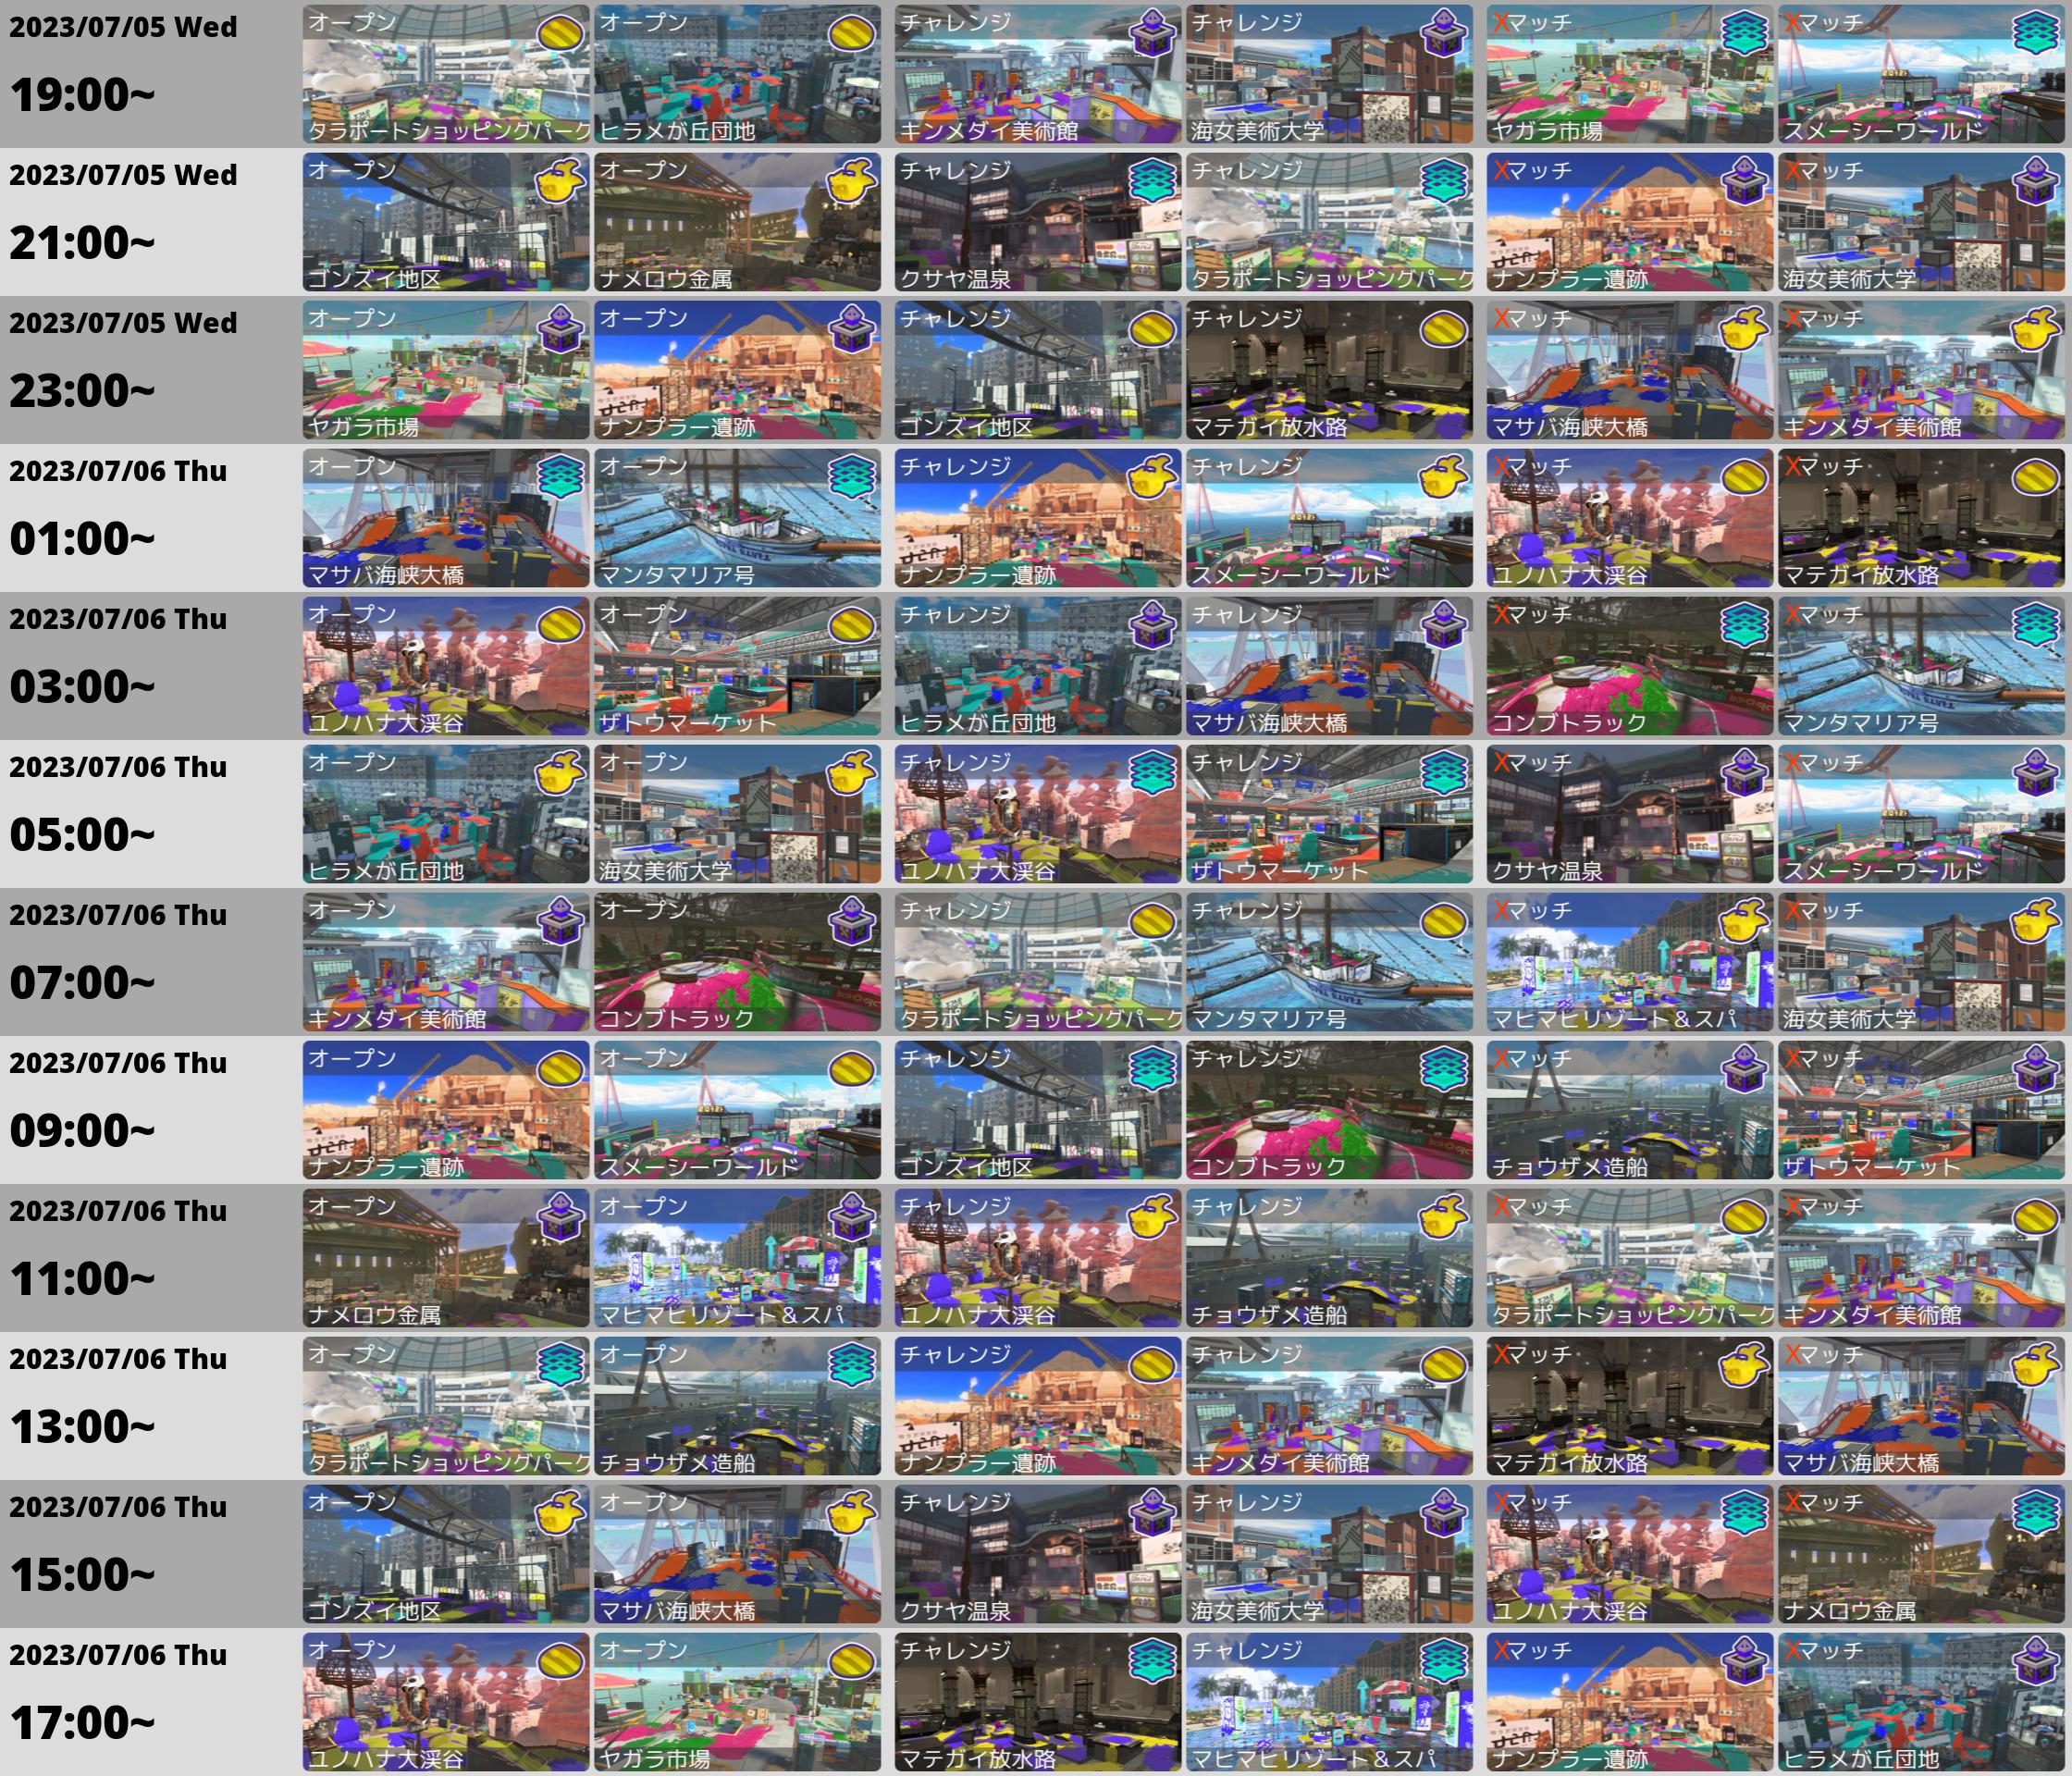 2023/07/05 Wed
19:00~
オープン
タラポートショッピングパーク
オープン
ヒラメが丘団地
チャレンジ
キンメダイ美術館
チャレンジ
海女美術大学
Xマッチ
ヤガラ市場
Xマッチ
スメーシーワールド
2023/07/05 Wed
21:00~
オープン
ゴンズイ地区
オープン
ナメロウ金属
チャレンジ
クサヤ温泉
チャレンジ
タラポートショッピングパーク
Xマッチ
ナンプラー遺跡
Xマッチ
海女美術大学
2023/07/05 Wed
23:00~
オープン
ヤガラ市場
オープン
ナンプラー遺跡
チャレンジ
ゴンズイ地区
チャレンジ
マテガイ放水路
Xマッチ
マサバ海峡大橋
Xマッチ
キンメダイ美術館
2023/07/06 Thu
01:00~
オープン
マサバ海峡大橋
オープン
マンタマリア号
チャレンジ
ナンプラー遺跡
チャレンジ
スメーシーワールド
Xマッチ
ユノハナ大渓谷
Xマッチ
マテガイ放水路
2023/07/06 Thu
03:00~
オープン
ユノハナ大渓谷
オープン
ザトウマーケット
チャレンジ
ヒラメが丘団地
チャレンジ
マサバ海峡大橋
Xマッチ
コンブトラック
Xマッチ
マンタマリア号
2023/07/06 Thu
05:00~
オープン
ヒラメが丘団地
オープン
海女美術大学
チャレンジ
ユノハナ大渓谷
チャレンジ
ザトウマーケット
Xマッチ
クサヤ温泉
Xマッチ
スメーシーワールド
2023/07/06 Thu
07:00~
オープン
キンメダイ美術館
オープン
コンブトラック
チャレンジ
タラポートショッピングパーク
チャレンジ
マンタマリア号
Xマッチ
マヒマヒリゾート＆スパ
Xマッチ
海女美術大学
2023/07/06 Thu
09:00~
オープン
ナンプラー遺跡
オープン
スメーシーワールド
チャレンジ
ゴンズイ地区
チャレンジ
コンブトラック
Xマッチ
チョウザメ造船
Xマッチ
ザトウマーケット
2023/07/06 Thu
11:00~
オープン
ナメロウ金属
オープン
マヒマヒリゾート＆スパ
チャレンジ
ユノハナ大渓谷
チャレンジ
チョウザメ造船
Xマッチ
タラポートショッピングパーク
Xマッチ
キンメダイ美術館
2023/07/06 Thu
13:00~
オープン
タラポートショッピングパーク
オープン
チョウザメ造船
チャレンジ
ナンプラー遺跡
チャレンジ
キンメダイ美術館
Xマッチ
マテガイ放水路
Xマッチ
マサバ海峡大橋
2023/07/06 Thu
15:00~
オープン
ゴンズイ地区
オープン
マサバ海峡大橋
チャレンジ
クサヤ温泉
チャレンジ
海女美術大学
Xマッチ
ユノハナ大渓谷
Xマッチ
ナメロウ金属
2023/07/06 Thu
17:00~
オープン
ユノハナ大渓谷
オープン
ヤガラ市場
チャレンジ
マテガイ放水路
チャレンジ
マヒマヒリゾート＆スパ
Xマッチ
ナンプラー遺跡
Xマッチ
ヒラメが丘団地